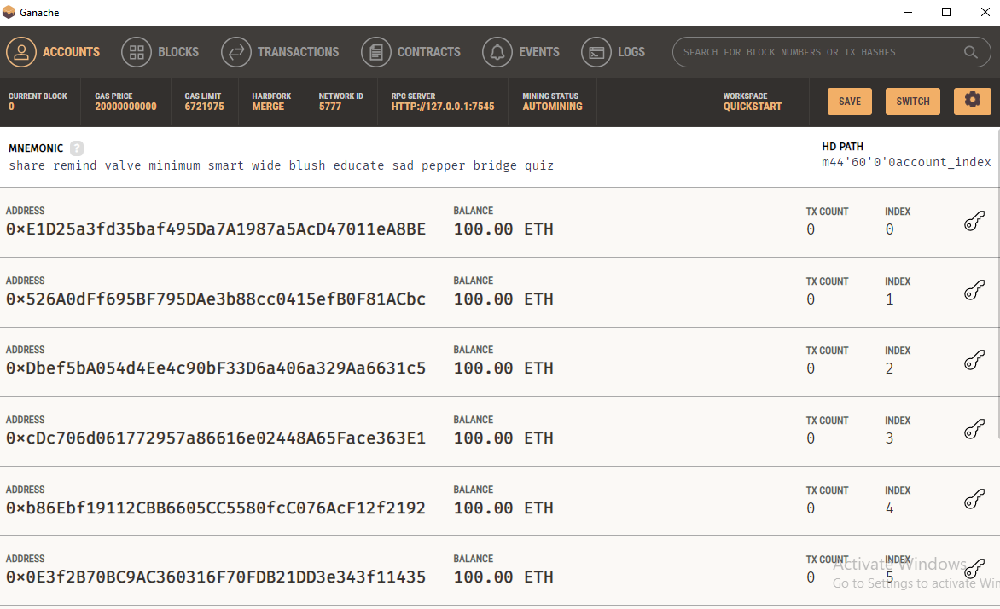 Ganache
ACCOUNTS BLOCKS TRANSACTIONS CONTRACTS EVENTS LOGS SEARCH FOR BLOCK NUMBERS OR TX HASHES
CURRENT BLOCK GAS PRICE GAS LIMIT HARDFORK NETWORK ID RPC SERVER MINING STATUS WORKSPACE
0 20000000000 6721975 MERGE 5777 HTTP://127.0.0.1:7545 AUTOMINING QUICKSTART SAVE SWITCH
MNEMONIC ? HD PATH
share remind valve minimum smart wide blush educate sad pepper bridge quiz m44'60'0'0account_index
ADDRESS BALANCE TX COUNT INDEX
0×E1D25a3fd35baf495Da7A1987a5AcD47011eA8BE 100.00 ETH 0 0
ADDRESS BALANCE TX COUNT INDEX
0×526A0dFf695BF795DAe3b88cc0415efB0F81ACbc 100.00 ETH 0 1
ADDRESS BALANCE TX COUNT INDEX
0×Dbef5bA054d4Ee4c90bF33D6a406a329Aa6631c5 100.00 ETH 0 2
ADDRESS BALANCE TX COUNT INDEX
0×cDc706d061772957a86616e02448A65Face363E1 100.00 ETH 0 3
ADDRESS BALANCE TX COUNT INDEX
0×b86Ebf19112CBB6605CC5580fcC076AcF12f2192 100.00 ETH 0 4
ADDRESS BALANCE TX COUNT INDEX
0×0E3f2B70BC9AC360316F70FDB21DD3e343f11435 100.00 ETH 0 5
Activate Windows
Go to Settings to activate Win